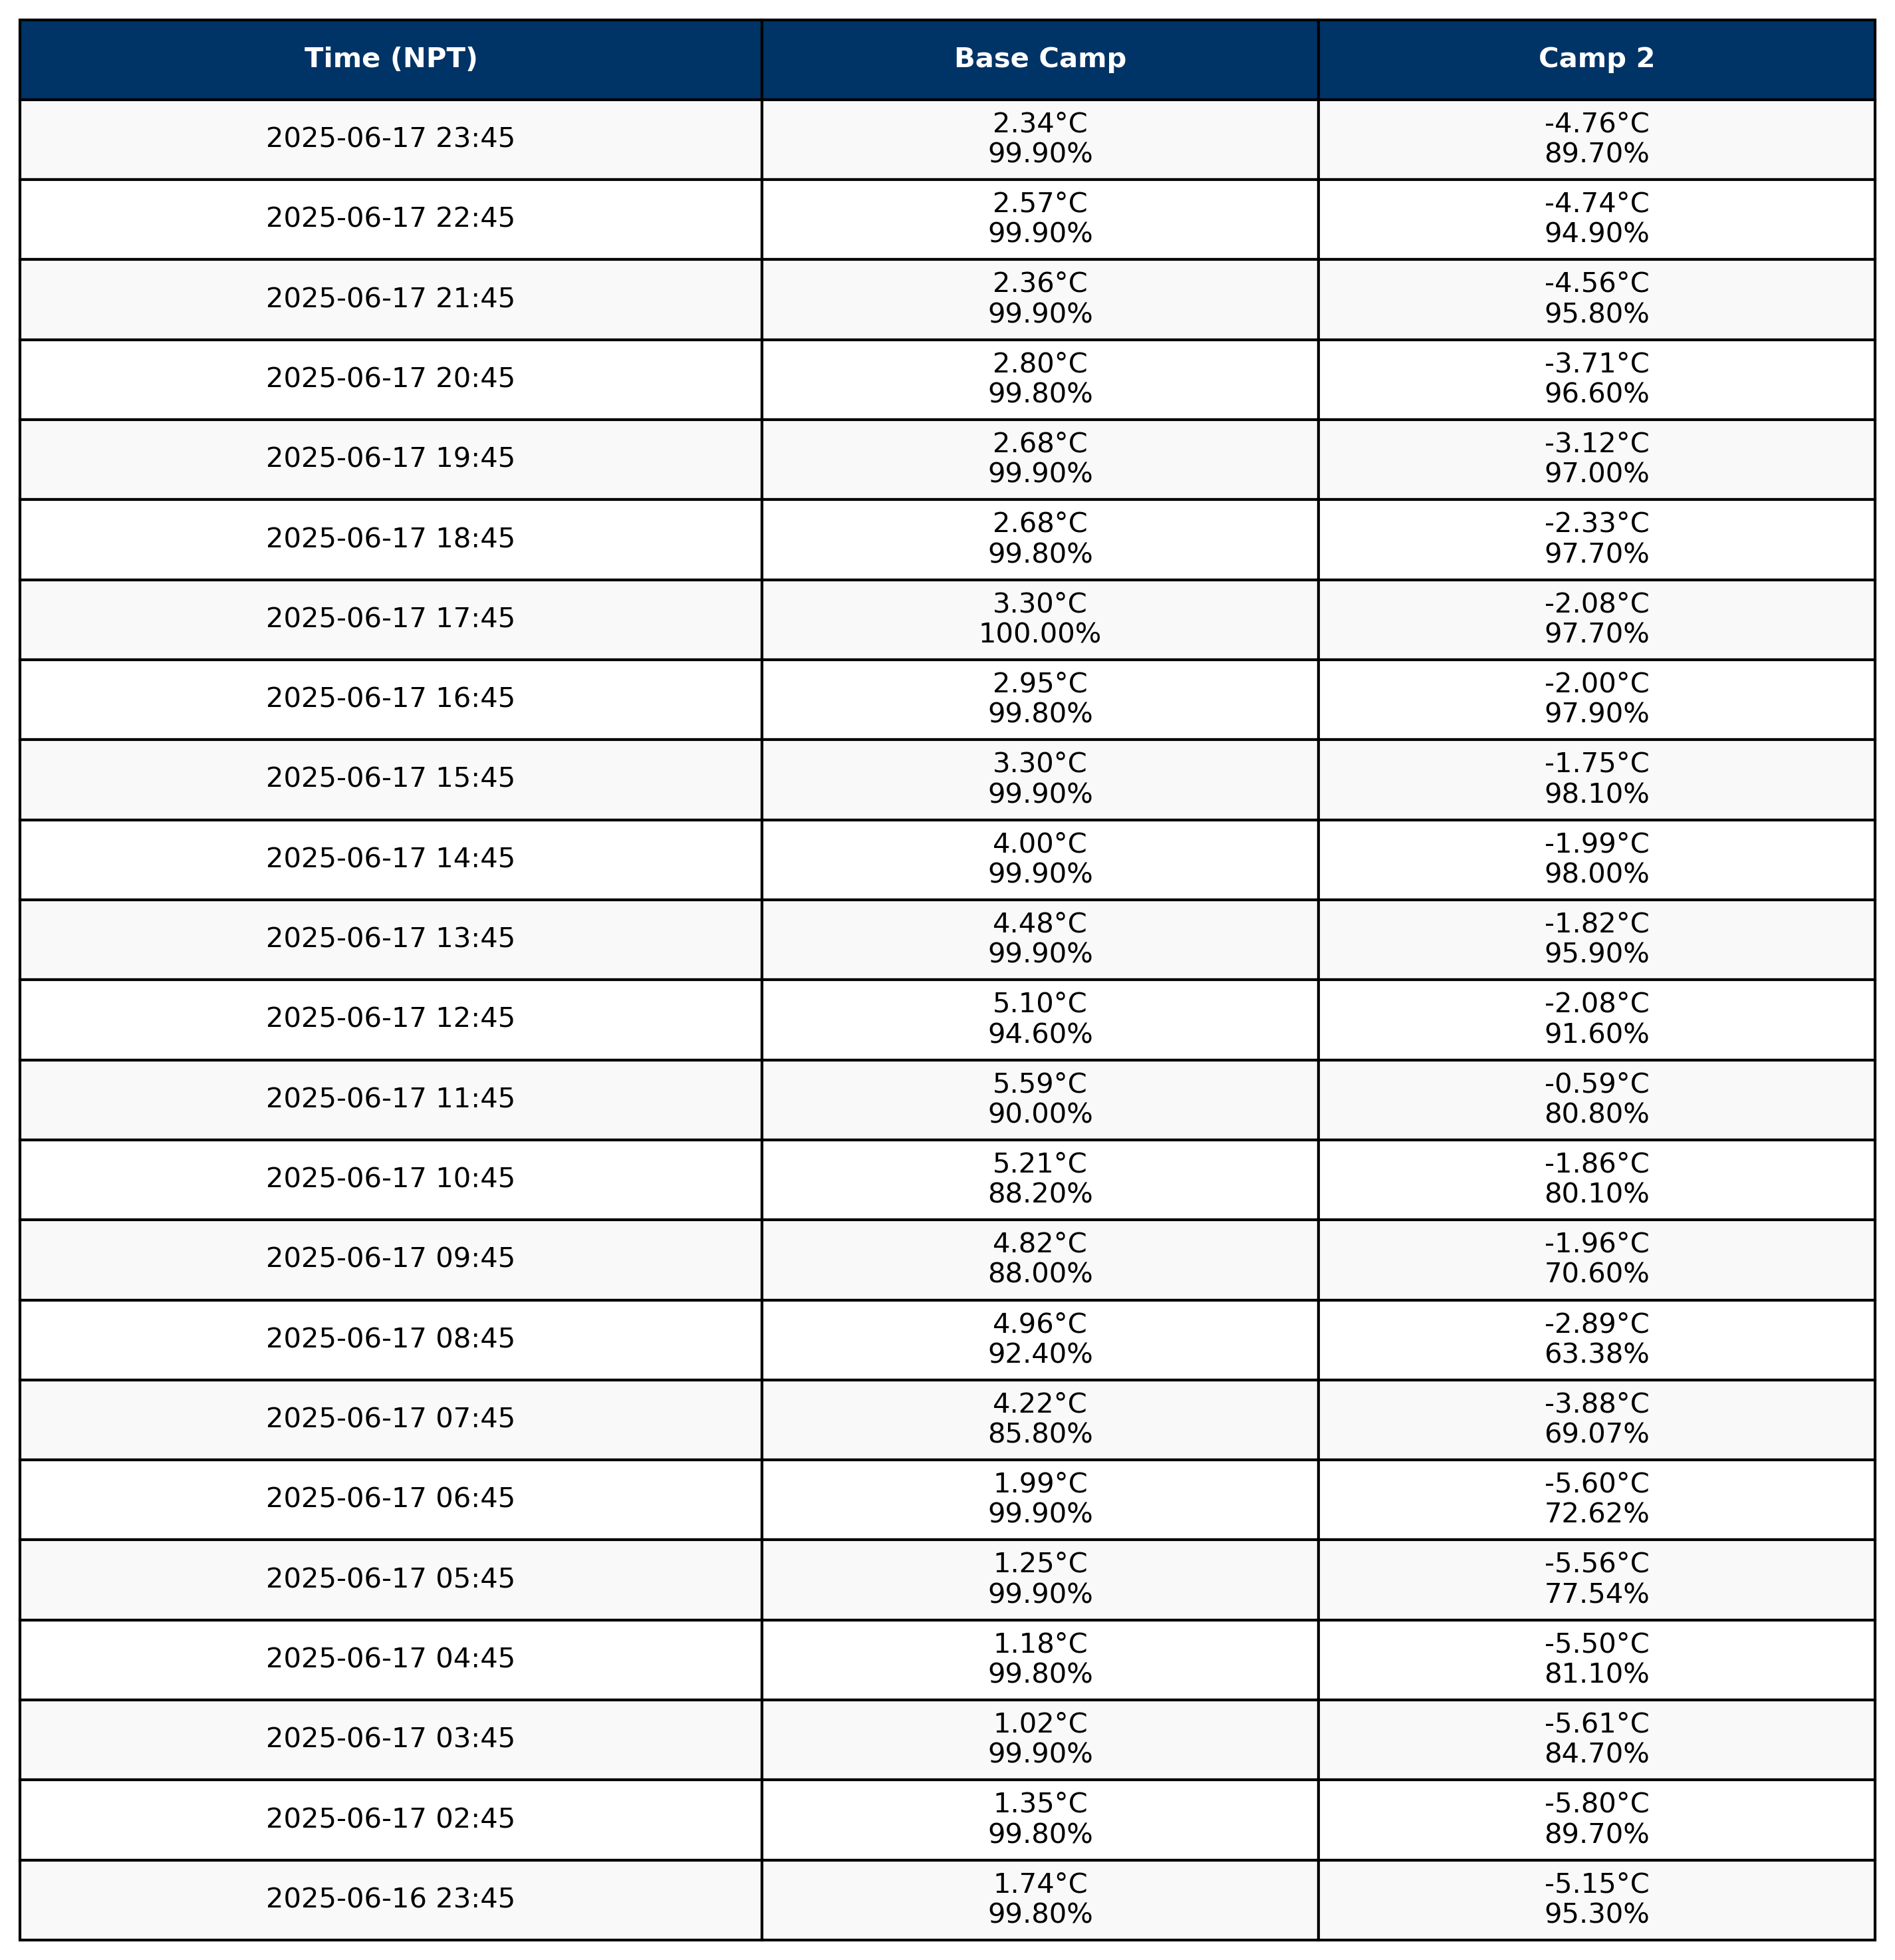 Time (NPT) Base Camp Camp 2
2025-06-17 23:45 2.34°C -4.76°C
99.90% 89.70%
2025-06-17 22:45 2.57°C -4.74°C
99.90% 94.90%
2025-06-17 21:45 2.36°C -4.56°C
99.90% 95.80%
2025-06-17 20:45 2.80°C -3.71°C
99.80% 96.60%
2025-06-17 19:45 2.68°C -3.12°C
99.90% 97.00%
2025-06-17 18:45 2.68°C -2.33°C
99.80% 97.70%
2025-06-17 17:45 3.30°C -2.08°C
100.00% 97.70%
2025-06-17 16:45 2.95°C -2.00°C
99.80% 97.90%
2025-06-17 15:45 3.30°C -1.75°C
99.90% 98.10%
2025-06-17 14:45 4.00°C -1.99°C
99.90% 98.00%
2025-06-17 13:45 4.48°C -1.82°C
99.90% 95.90%
2025-06-17 12:45 5.10°C -2.08°C
94.60% 91.60%
2025-06-17 11:45 5.59°C -0.59°C
90.00% 80.80%
2025-06-17 10:45 5.21°C -1.86°C
88.20% 80.10%
2025-06-17 09:45 4.82°C -1.96°C
88.00% 70.60%
2025-06-17 08:45 4.96°C -2.89°C
92.40% 63.38%
2025-06-17 07:45 4.22°C -3.88°C
85.80% 69.07%
2025-06-17 06:45 1.99°C -5.60°C
99.90% 72.62%
2025-06-17 05:45 1.25°C -5.56°C
99.90% 77.54%
2025-06-17 04:45 1.18°C -5.50°C
99.80% 81.10%
2025-06-17 03:45 1.02°C -5.61°C
99.90% 84.70%
2025-06-17 02:45 1.35°C -5.80°C
99.80% 89.70%
2025-06-16 23:45 1.74°C -5.15°C
99.80% 95.30%